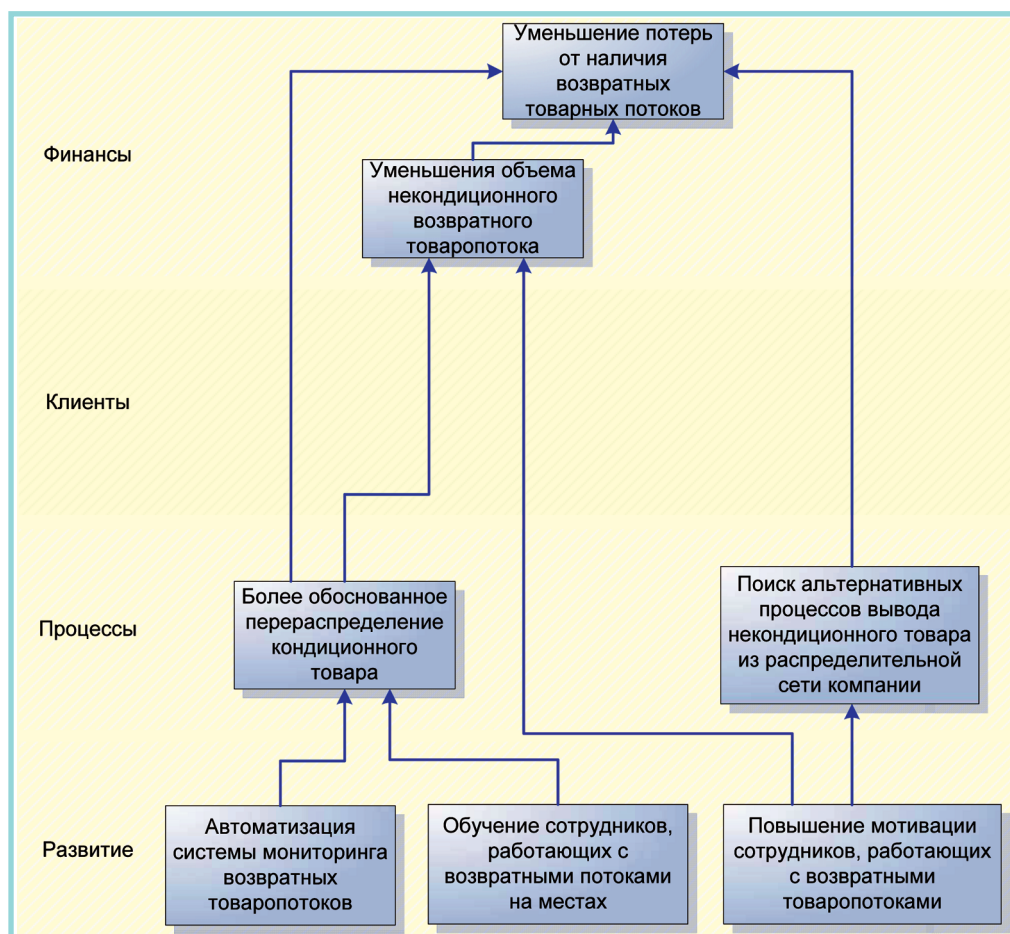 Уменьшение потерь
от наличия
возвратных
товарных потоков
Финансы
Уменьшения объема
некондиционного
возвратного
товаропотока
Клиенты
Процессы
Более обоснованное
перераспределение
кондиционного
товара
Поиск альтернативных
процессов вывода
некондиционного товара
из распределительной
сети компании
Развитие
Автоматизация
системы мониторинга
возвратных
товаропотоков
Обучение сотрудников,
работающих с
возвратными потоками
на местах
Повышение мотивации
сотрудников, работающих
с возвратными
товаропотоками